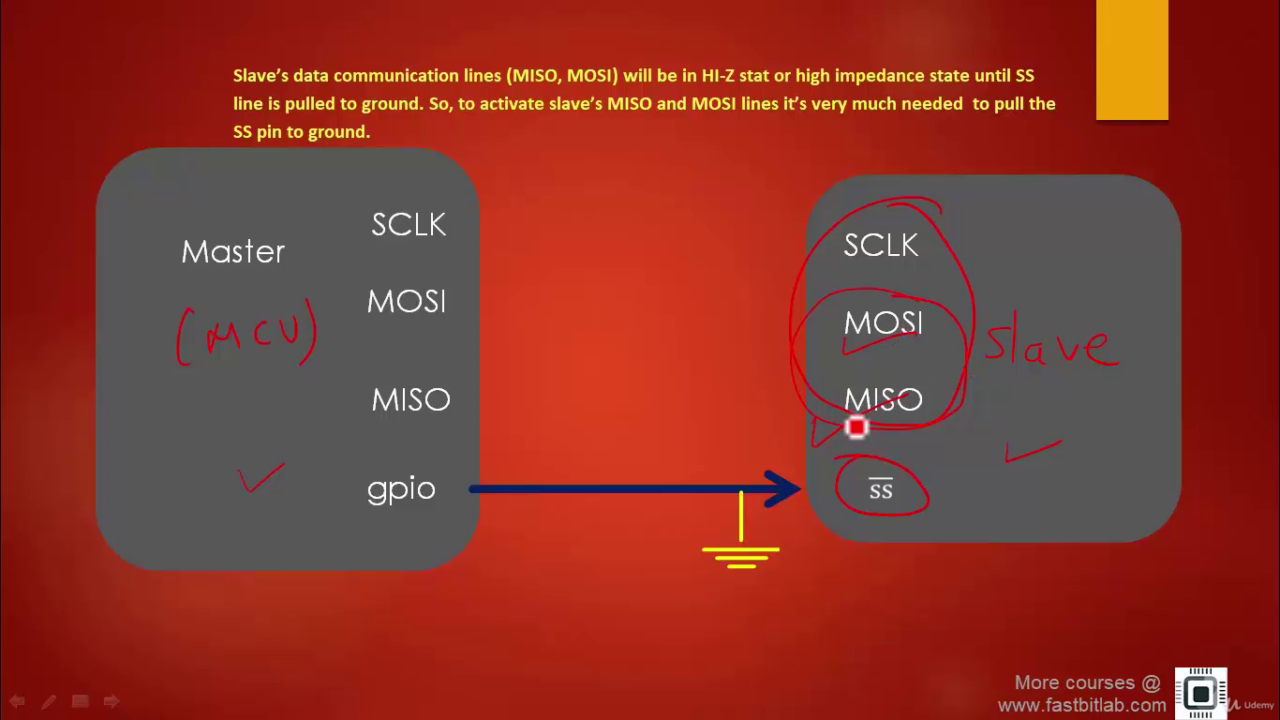 Slave's data communication lines (MISO, MOSI) will be in HI-Z stat or high impedance state until SS
line is pulled to ground. So, to activate slave's MISO and MOSI lines it's very much needed to pull the
SS pin to ground.
Master
(MCU)
SCLK
MOSI
MISO
gpio
SCLK
MOSI
MISO
SS
Slave
More courses @
www.fastbitlab.com
Udemy